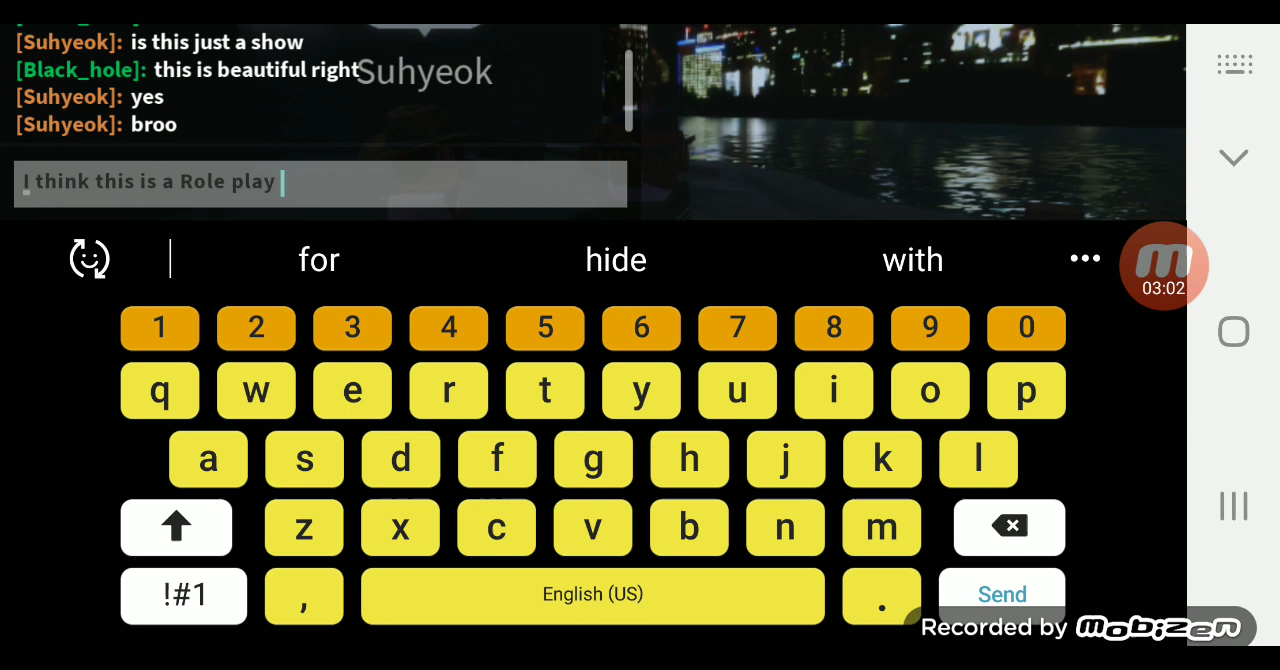 [Suhyeok]: is this just a show
[Black_hole]: this is beautiful right
Suhyeok
[Suhyeok]: yes
[Suhyeok]: broo
I think this is a Role play
for hide with
03:02
1 2 3 4 5 6 7 8 9 0
q w e r t y u i o p
a s d f g h j k l
z x c v b n m
!#1 , English (US) . Send
Recorded by mobizen